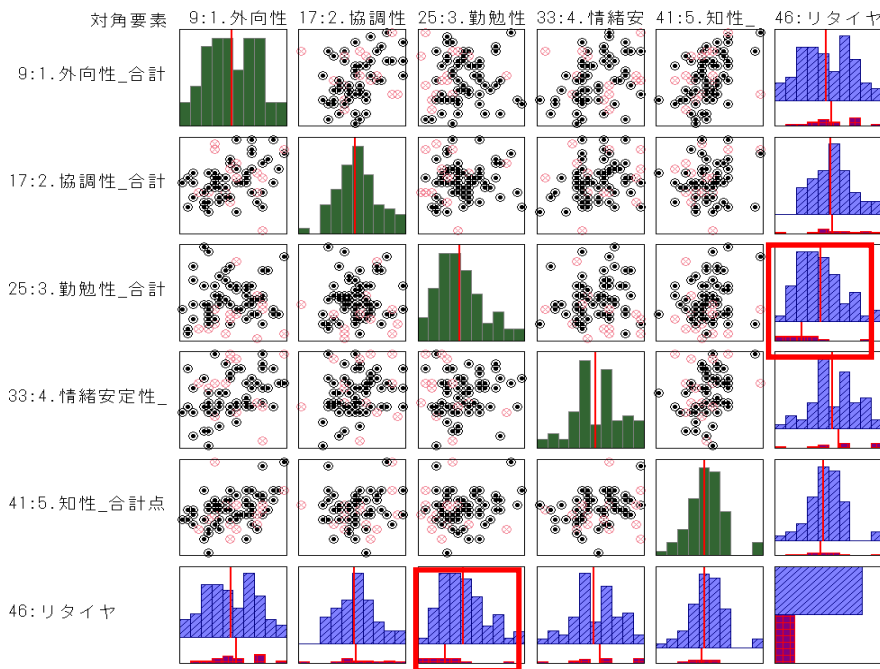 対角要素
9:1.外向性
17:2.協調性
25:3.勤勉性
33:4.情緒安
41:5.知性_
46:リタイヤ
9:1.外向性_合計
17:2.協調性_合計
25:3.勤勉性_合計
33:4.情緒安定性_
41:5.知性_合計点
46:リタイヤ